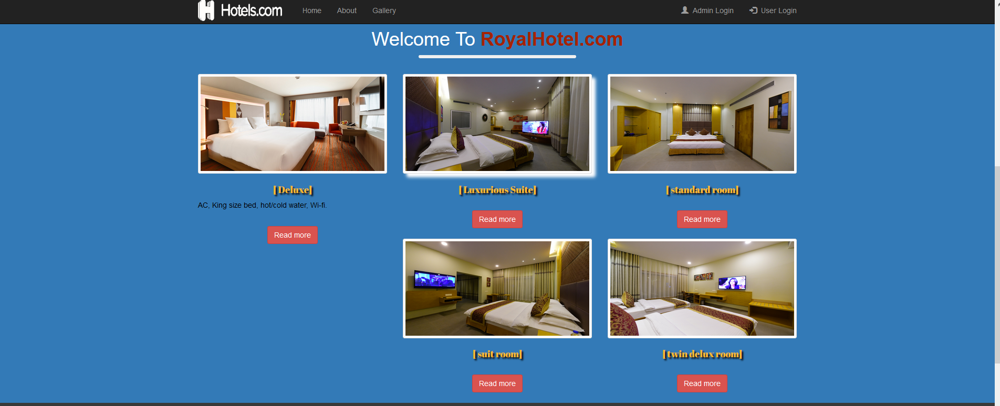 Hotels.com Home About Gallery Admin Login User Login
Welcome To RoyalHotel.com
[ Deluxe]
AC, King size bed, hot/cold water, Wi-fi.
Read more
[ Luxurious Suite]
Read more
[ standard room]
Read more
[ suit room]
Read more
[ twin delux room]
Read more